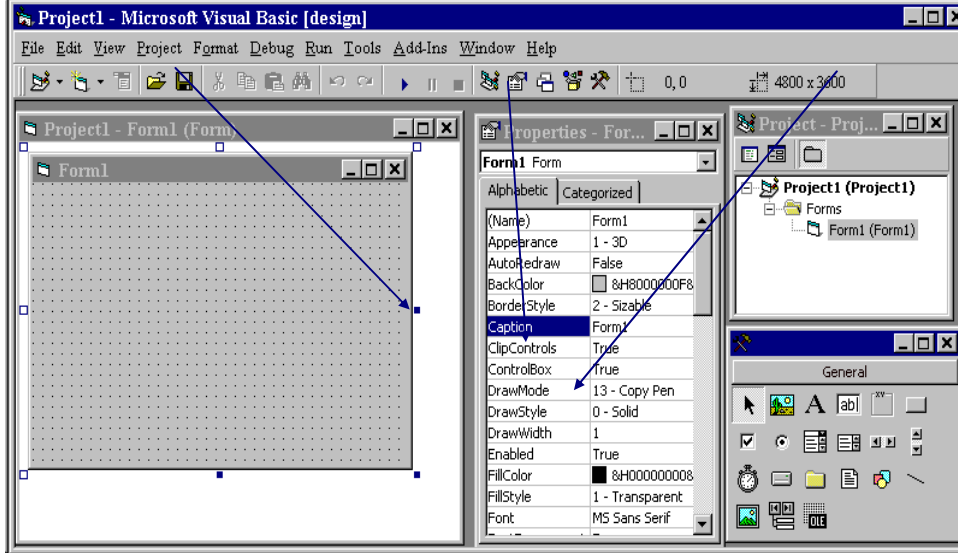 Project1 - Microsoft Visual Basic [design]
File Edit View Project Format Debug Run Tools Add-Ins Window Help
0, 0
4800 x 3600
Project1 - Form1 (Form)
Form1
Properties - For...
Form1 Form
Alphabetic Categorized
(Name) Form1
Appearance 1 - 3D
AutoRedraw False
BackColor &H8000000F&
BorderStyle 2 - Sizable
Caption Form1
ClipControls True
ControlBox True
DrawMode 13 - Copy Pen
DrawStyle 0 - Solid
DrawWidth 1
Enabled True
FillColor &H00000000&
FillStyle 1 - Transparent
Font MS Sans Serif
Project - Proj...
Project1 (Project1)
Forms
Form1 (Form1)
General
A
ab|
XY
OLE